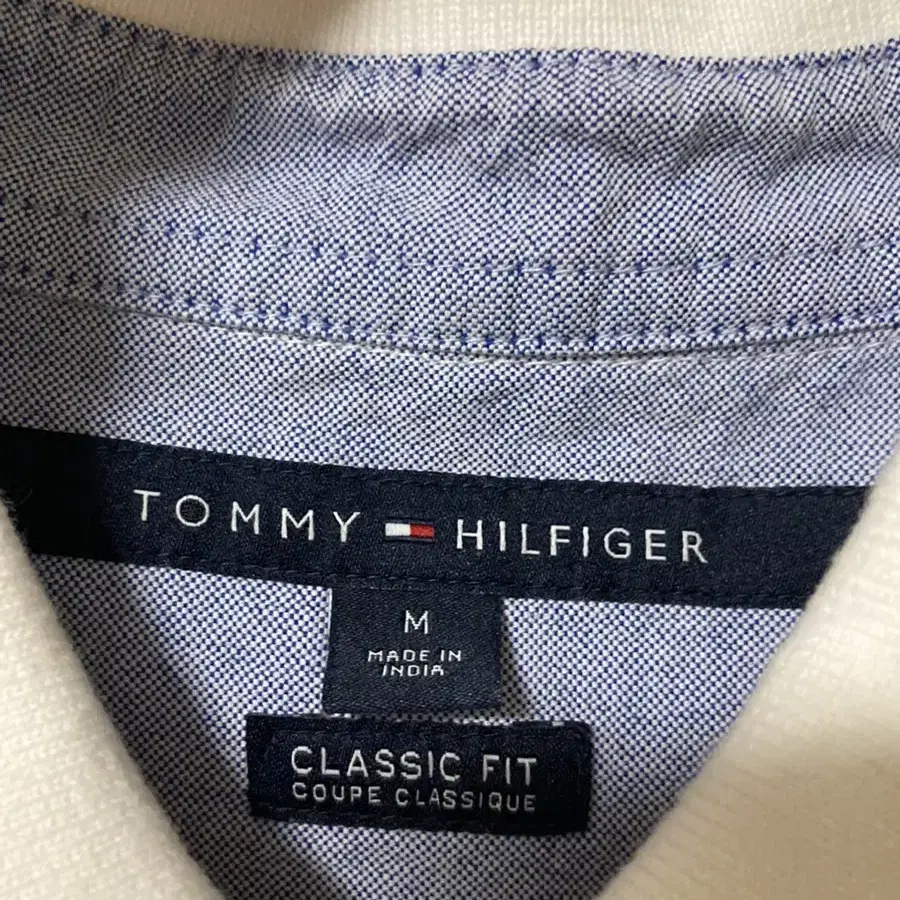 TOMMY HILFIGER
M
MADE IN
INDIA
CLASSIC FIT
COUPE CLASSIQUE